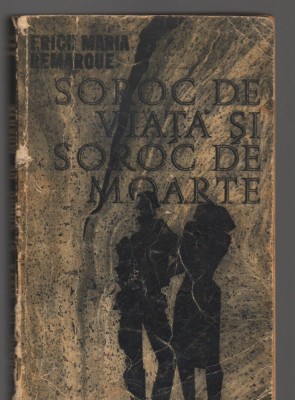 ERICH MARIA
REMARQUE
SOROC DE
VIAȚĂ ȘI
SOROC DE
MOARTE